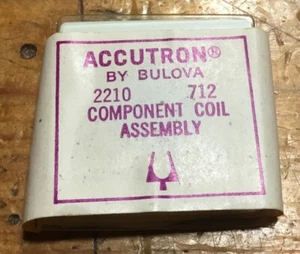 ACCUTRON®
BY BULOVA
2210 712
COMPONENT COIL
ASSEMBLY